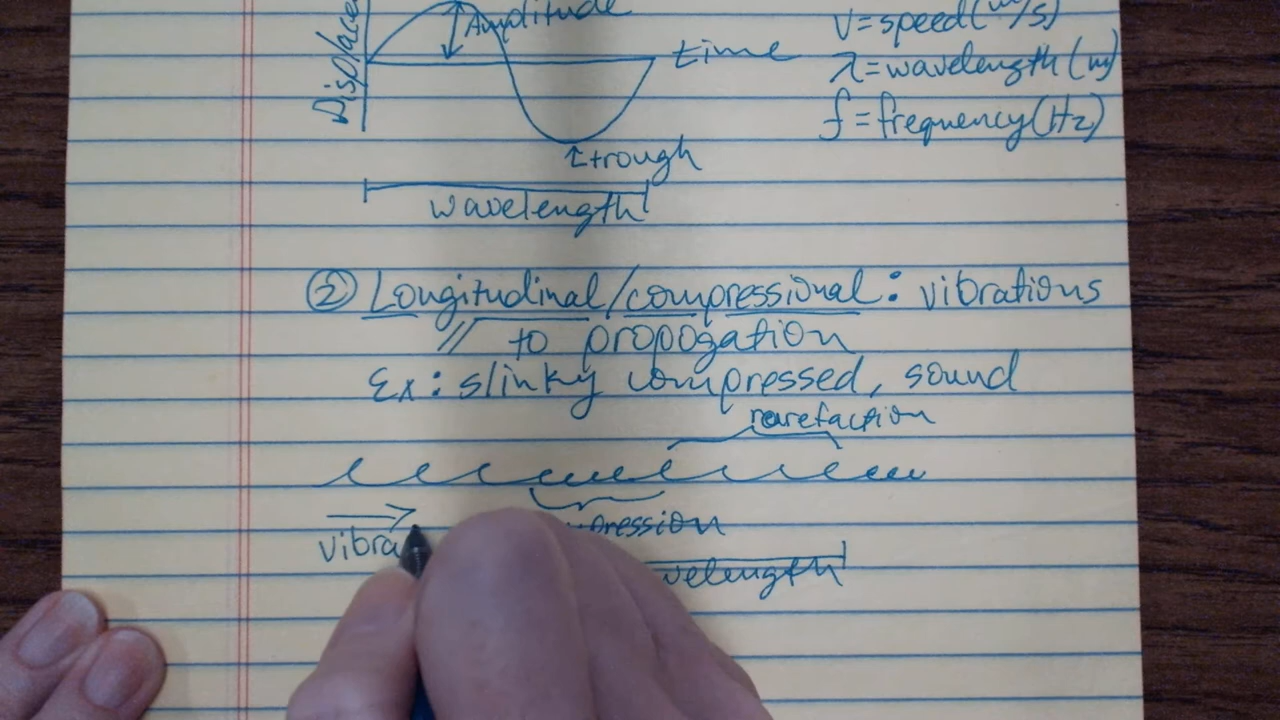 Displace
Amplitude
time
trough
wavelength
v = speed (m/s)
λ = wavelength (m)
f = frequency (Hz)
② Longitudinal/compressional: vibrations
// to propogation
Ex: slinky compressed, sound
rarefaction
pression
velength
vibra